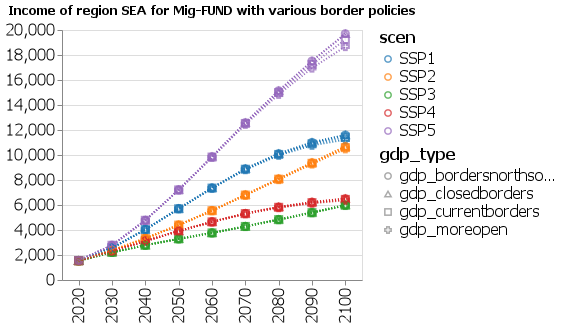 Income of region SEA for Mig-FUND with various border policies
20,000
18,000
16,000
14,000
12,000
10,000
8,000
6,000
4,000
2,000
0
2020
2030
2040
2050
2060
2070
2080
2090
2100
scen
SSP1
SSP2
SSP3
SSP4
SSP5
gdp_type
gdp_bordersnorthso...
gdp_closedborders
gdp_currentborders
gdp_moreopen